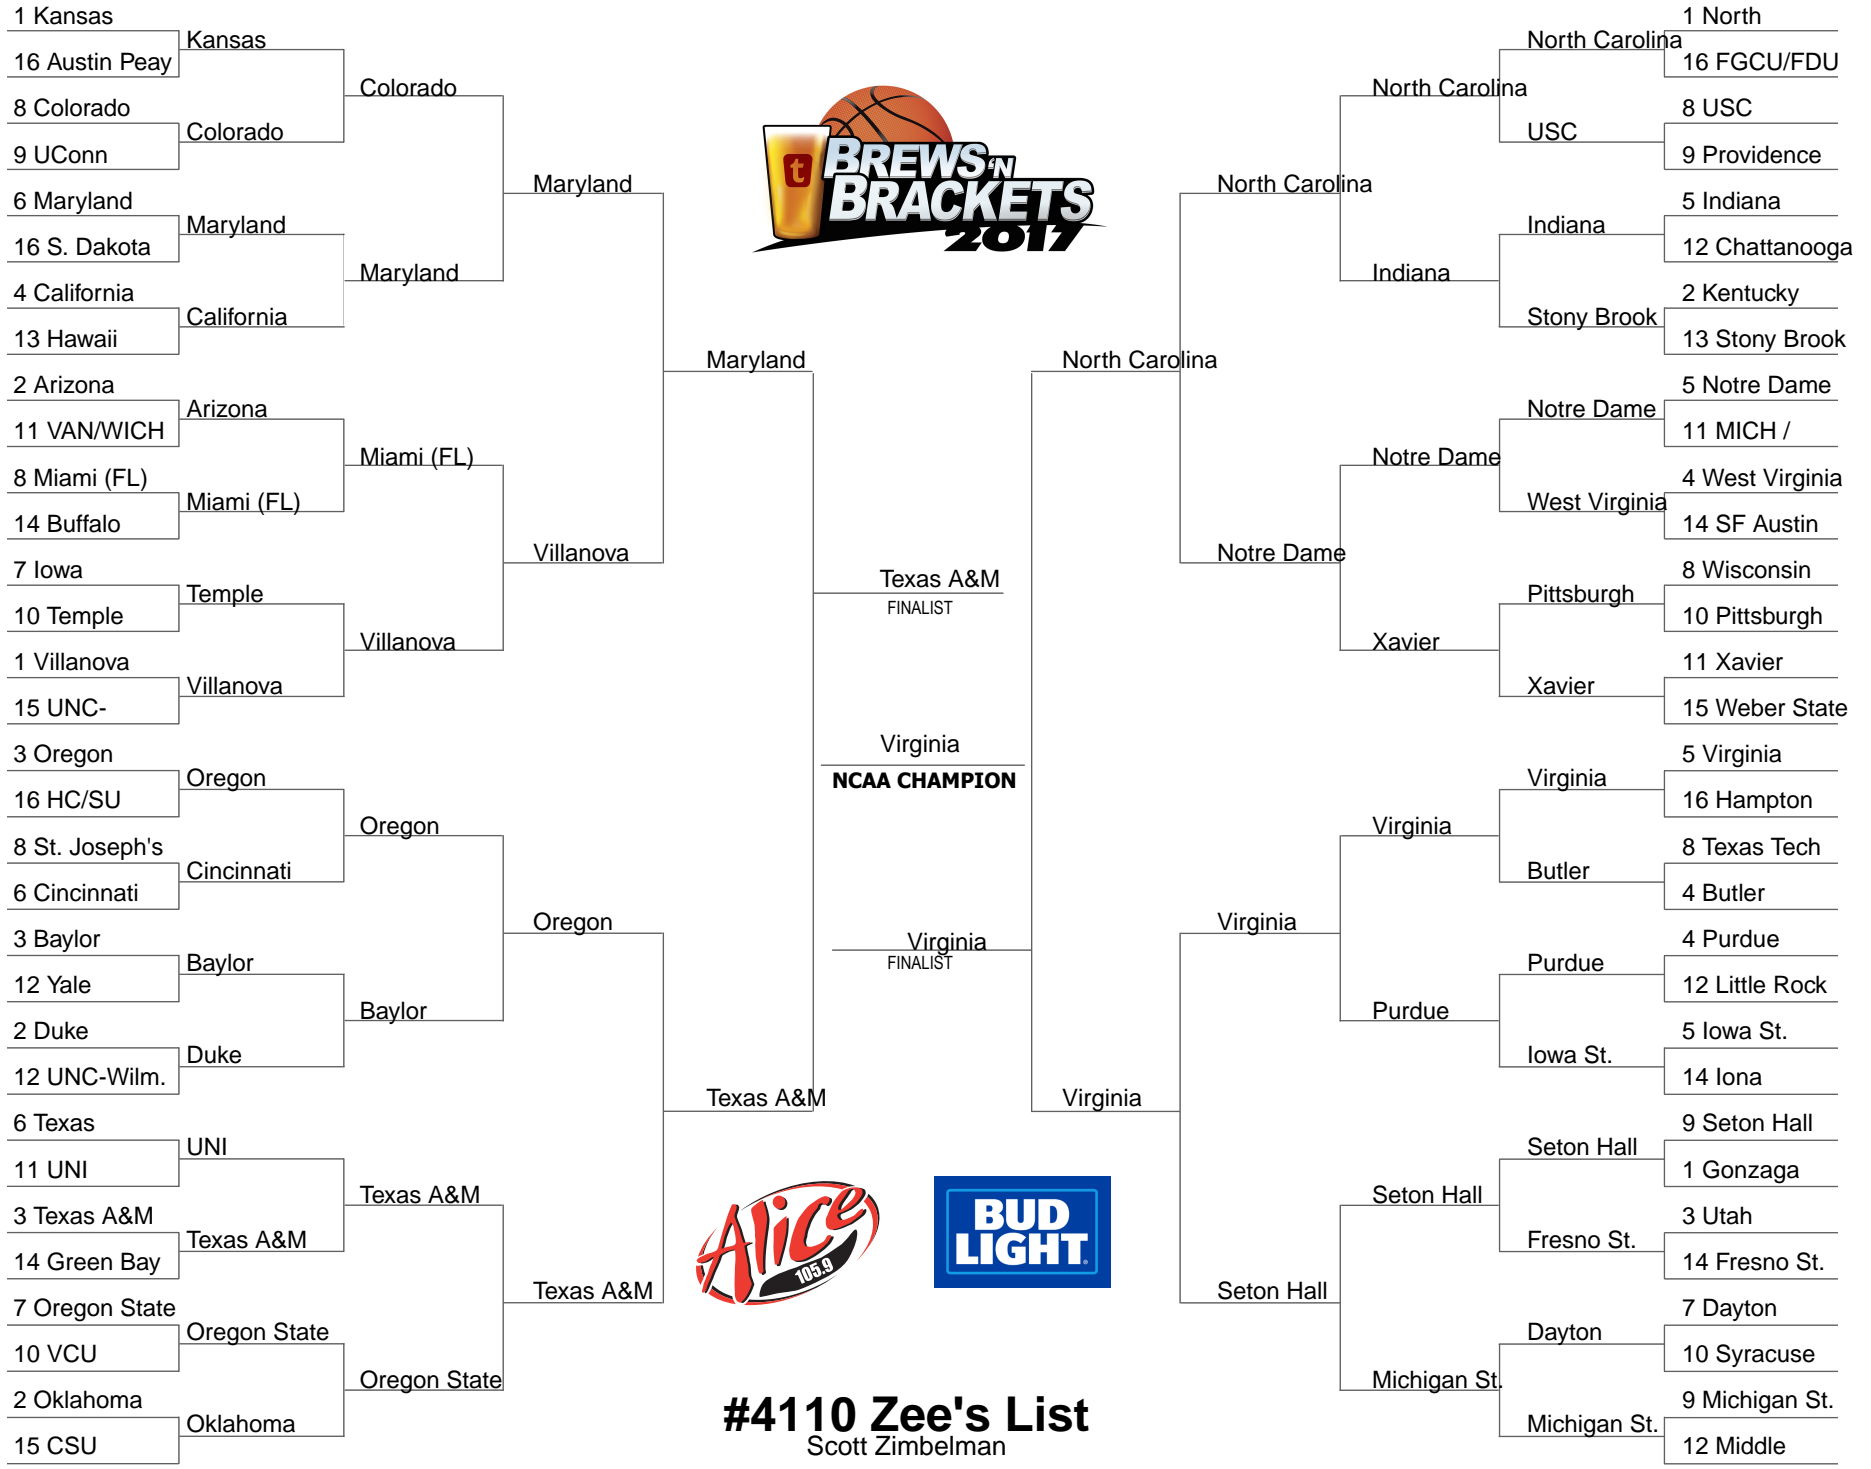 1 Kansas
16 Austin Peay
8 Colorado
9 UConn
6 Maryland
16 S. Dakota
4 California
13 Hawaii
2 Arizona
11 VAN/WICH
8 Miami (FL)
14 Buffalo
7 Iowa
10 Temple
1 Villanova
15 UNC-
3 Oregon
16 HC/SU
8 St. Joseph's
6 Cincinnati
3 Baylor
12 Yale
2 Duke
12 UNC-Wilm.
6 Texas
11 UNI
3 Texas A&M
14 Green Bay
7 Oregon State
10 VCU
2 Oklahoma
15 CSU
Kansas
Colorado
Maryland
California
Arizona
Miami (FL)
Temple
Villanova
Oregon
Cincinnati
Baylor
Duke
UNI
Texas A&M
Oregon State
Oklahoma
Colorado
Maryland
Miami (FL)
Villanova
Oregon
Baylor
Texas A&M
Oregon State
Maryland
Villanova
Oregon
Texas A&M
Maryland
Texas A&M
t
BREWS 'N
BRACKETS
2017
Texas A&M
FINALIST
Virginia
NCAA CHAMPION
Virginia
FINALIST
Alice
105.9
BUD
LIGHT
#4110 Zee's List
Scott Zimbelman
North Carolina
Virginia
North Carolina
Notre Dame
Virginia
Seton Hall
North Carolina
Indiana
Notre Dame
Xavier
Virginia
Purdue
Seton Hall
Michigan St.
North Carolina
USC
Indiana
Stony Brook
Notre Dame
West Virginia
Pittsburgh
Xavier
Virginia
Butler
Purdue
Iowa St.
Seton Hall
Fresno St.
Dayton
Michigan St.
1 North
16 FGCU/FDU
8 USC
9 Providence
5 Indiana
12 Chattanooga
2 Kentucky
13 Stony Brook
5 Notre Dame
11 MICH /
4 West Virginia
14 SF Austin
8 Wisconsin
10 Pittsburgh
11 Xavier
15 Weber State
5 Virginia
16 Hampton
8 Texas Tech
4 Butler
4 Purdue
12 Little Rock
5 Iowa St.
14 Iona
9 Seton Hall
1 Gonzaga
3 Utah
14 Fresno St.
7 Dayton
10 Syracuse
9 Michigan St.
12 Middle